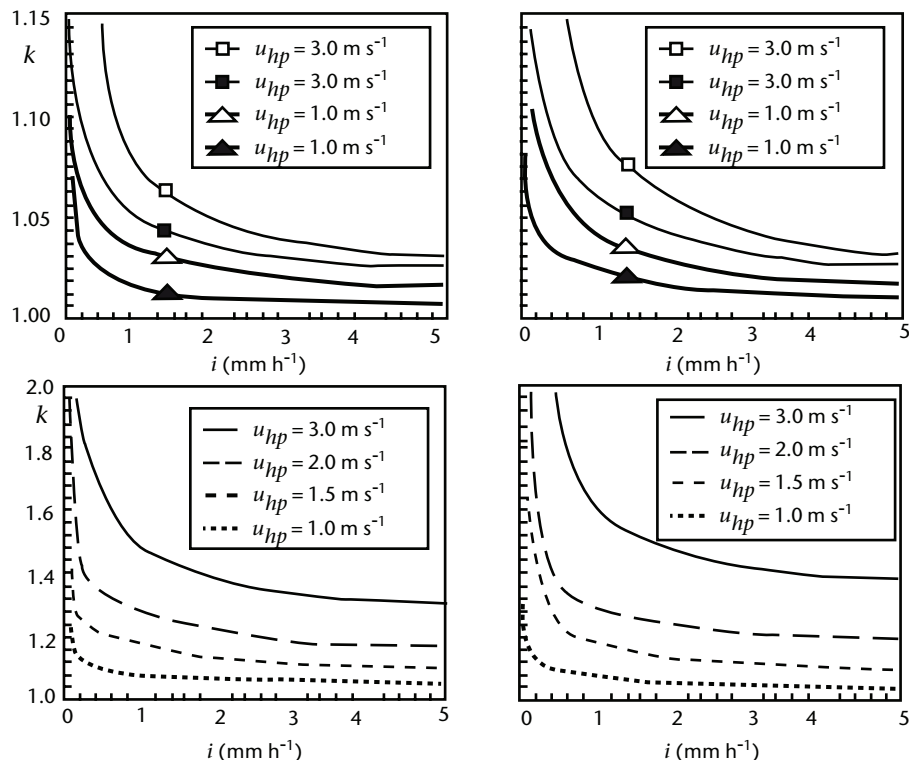 1.15
k
1.10
1.05
1.00
u_hp = 3.0 m s⁻¹
u_hp = 3.0 m s⁻¹
u_hp = 1.0 m s⁻¹
u_hp = 1.0 m s⁻¹
0 1 2 3 4 5
i (mm h⁻¹)
u_hp = 3.0 m s⁻¹
u_hp = 3.0 m s⁻¹
u_hp = 1.0 m s⁻¹
u_hp = 1.0 m s⁻¹
0 1 2 3 4 5
i (mm h⁻¹)
2.0
k
1.8
1.6
1.4
1.2
1.0
u_hp = 3.0 m s⁻¹
u_hp = 2.0 m s⁻¹
u_hp = 1.5 m s⁻¹
u_hp = 1.0 m s⁻¹
0 1 2 3 4 5
i (mm h⁻¹)
u_hp = 3.0 m s⁻¹
u_hp = 2.0 m s⁻¹
u_hp = 1.5 m s⁻¹
u_hp = 1.0 m s⁻¹
0 1 2 3 4 5
i (mm h⁻¹)